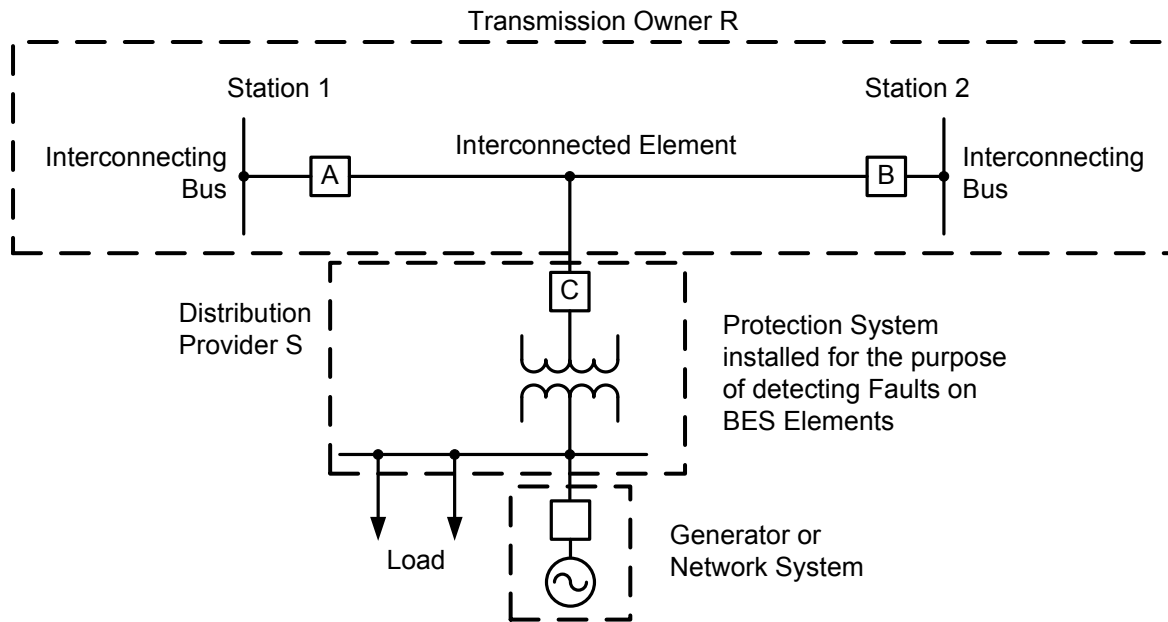 Transmission Owner R
Station 1
Station 2
Interconnecting
Bus
A
Interconnected Element
B
Interconnecting
Bus
Distribution
Provider S
C
Protection System
installed for the purpose
of detecting Faults on
BES Elements
Load
Generator or
Network System